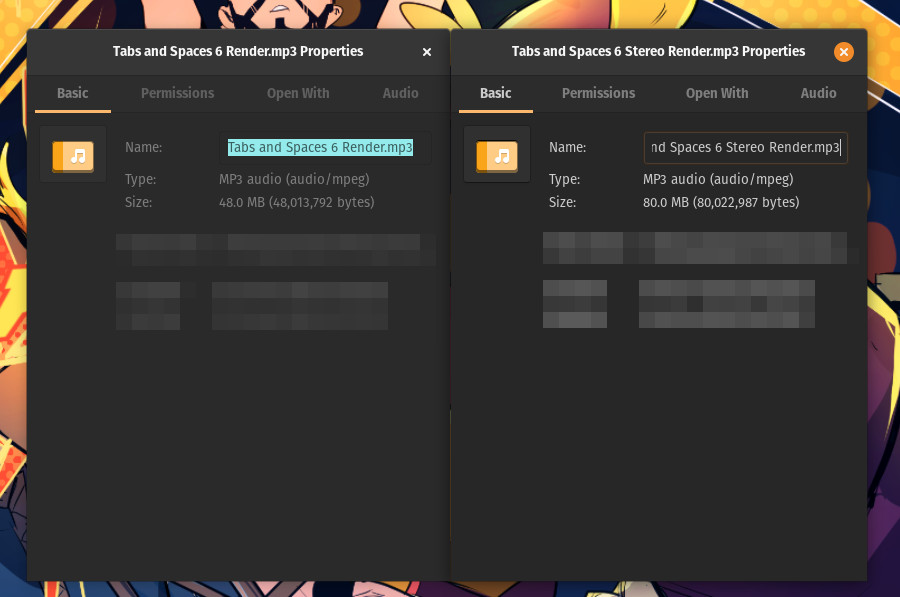 Tabs and Spaces 6 Render.mp3 Properties
Basic Permissions Open With Audio
Name: Tabs and Spaces 6 Render.mp3
Type: MP3 audio (audio/mpeg)
Size: 48.0 MB (48,013,792 bytes)
Tabs and Spaces 6 Stereo Render.mp3 Properties
Basic Permissions Open With Audio
Name: nd Spaces 6 Stereo Render.mp3
Type: MP3 audio (audio/mpeg)
Size: 80.0 MB (80,022,987 bytes)